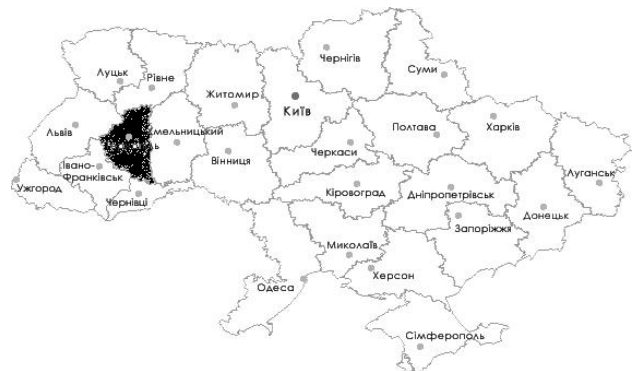 Чернігів
Суми
Луцьк
Рівне
Житомир
Київ
Львів
мельницький
ь
Вінниця
Черкаси
Полтава
Харків
Івано-
Франківськ
Ужгород
Чернівці
Кіровоград
Дніпропетрівськ
Луганськ
Донецьк
Запоріжжя
Миколаїв
Херсон
Одеса
Сімферополь